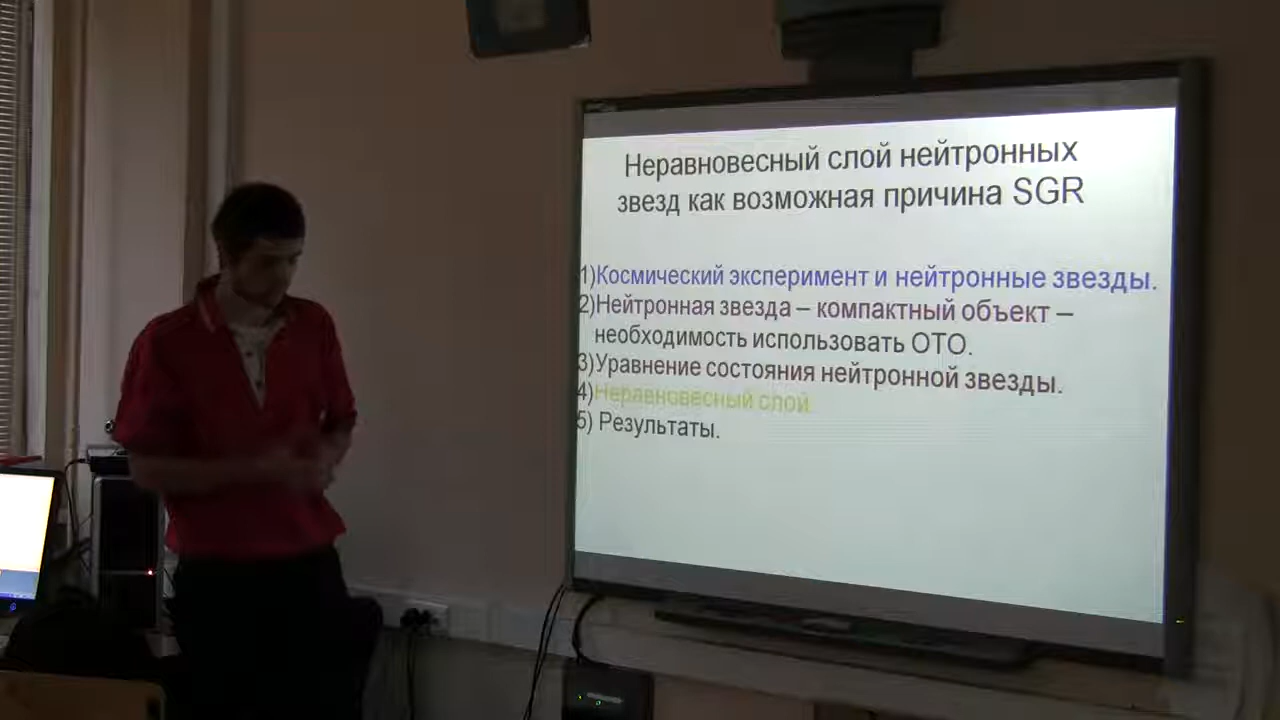 Неравновесный слой нейтронных
звезд как возможная причина SGR
1)Космический эксперимент и нейтронные звезды.
2)Нейтронная звезда – компактный объект –
необходимость использовать ОТО.
3)Уравнение состояния нейтронной звезды.
4)Неравновесный слой.
5) Результаты.